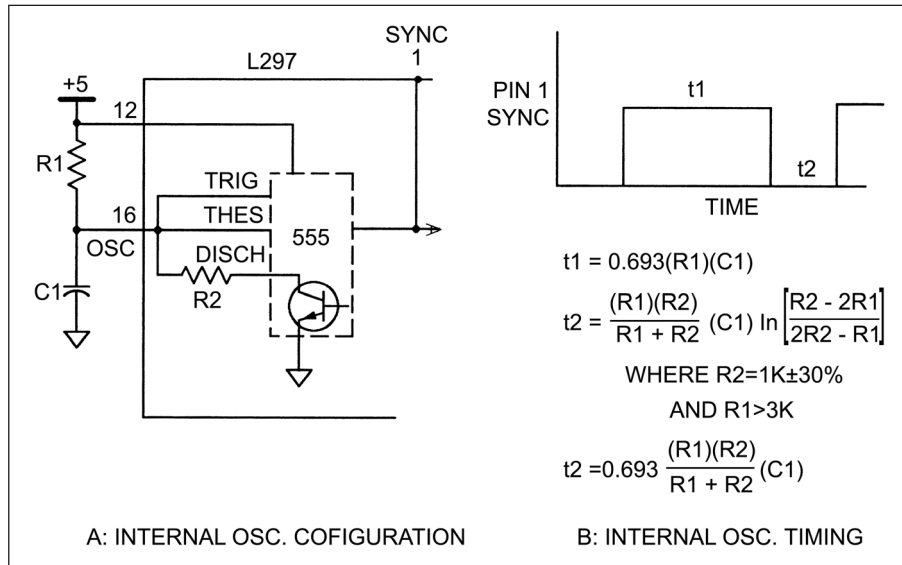 SYNC
1
L297
+5
12
R1
TRIG
16
THES
555
OSC
DISCH
R2
C1
A: INTERNAL OSC. COFIGURATION
PIN 1
SYNC
t1
t2
TIME
t1 = 0.693(R1)(C1)
t2 = (R1)(R2) / R1 + R2 (C1) ln [R2 - 2R1 / 2R2 - R1]
WHERE R2=1K±30%
AND R1>3K
t2 =0.693 (R1)(R2) / R1 + R2 (C1)
B: INTERNAL OSC. TIMING